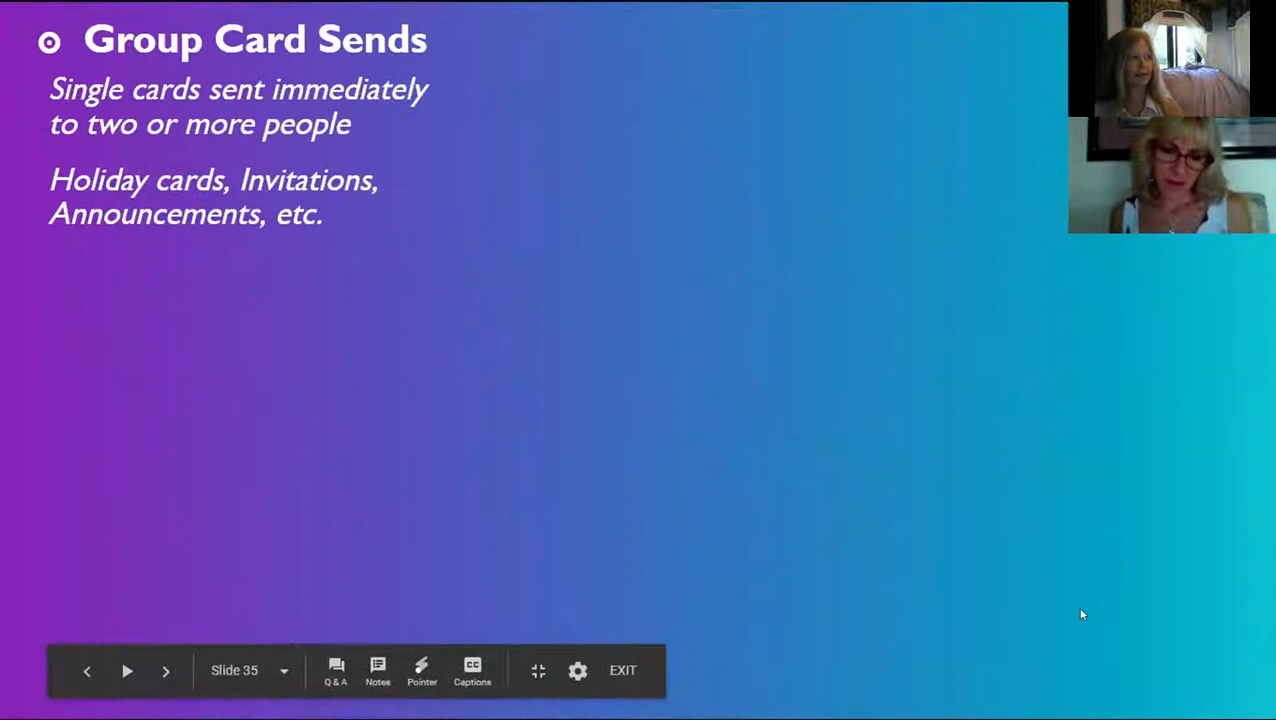 Group Card Sends
Single cards sent immediately
to two or more people
Holiday cards, Invitations,
Announcements, etc.
Slide 35
Q & A
Notes
Pointer
CC
Captions
EXIT